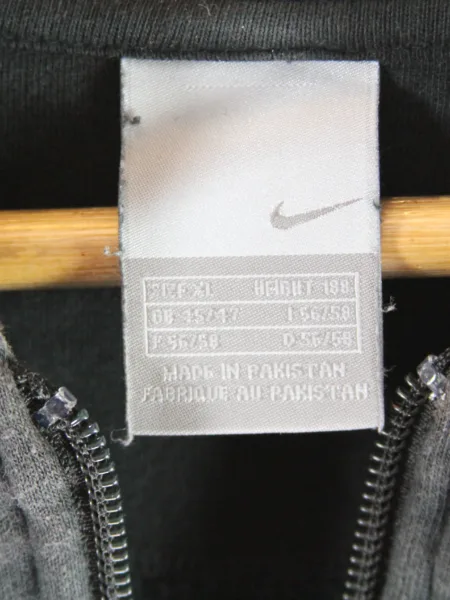 SIZE XL HEIGHT 188
GB 45/47 I 56/58
F 56/58 D 56/58
MADE IN PAKISTAN
FABRIQUE AU PAKISTAN